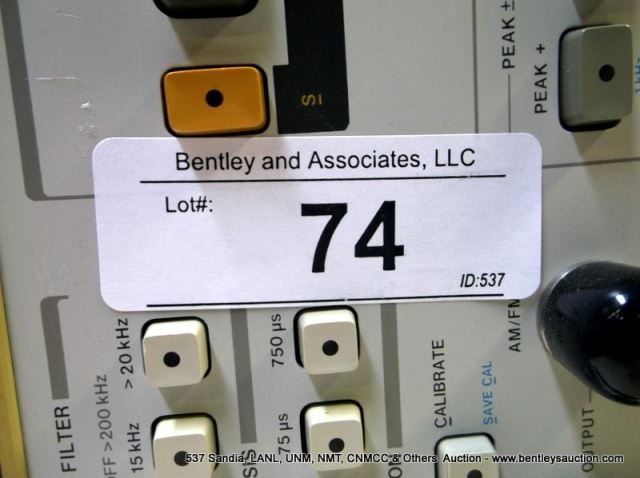 S
PEAK ±
PEAK +
1 kHz
Bentley and Associates, LLC
Lot#:
74
ID:537
AM/FM
> 20 kHz
750 µs
CALIBRATE
SAVE CAL
FILTER
OFF >200 kHz
15 kHz
75 µs
OUTPUT
537 Sandia, LANL, UNM, NMT, CNMCC & Others Auction - www.bentleysauction.com